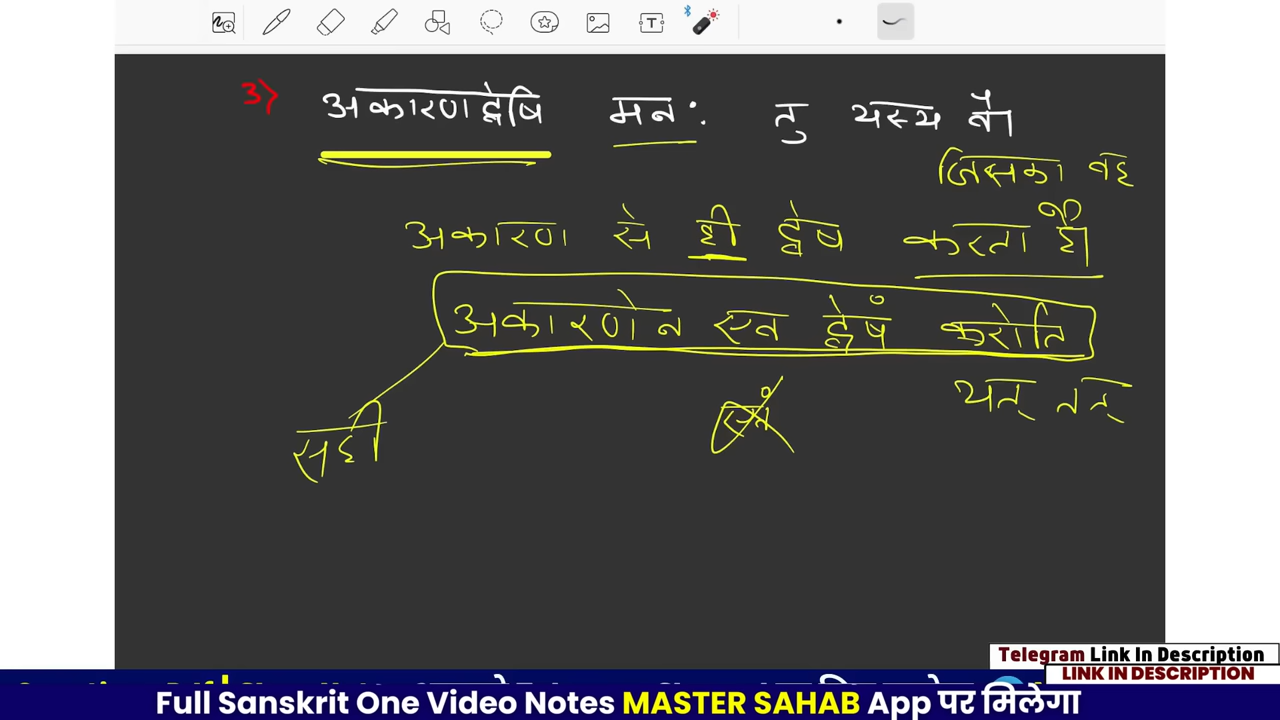 3) अकारणद्वेषि मनः तु यस्य वै।
जिसका वह
अकारण से ही द्वेष करता है।
अकारणेन एव द्वेषं करोति
यत् तत्
सही
Telegram Link In Description
LINK IN DESCRIPTION
Full Sanskrit One Video Notes MASTER SAHAB App पर मिलेगा